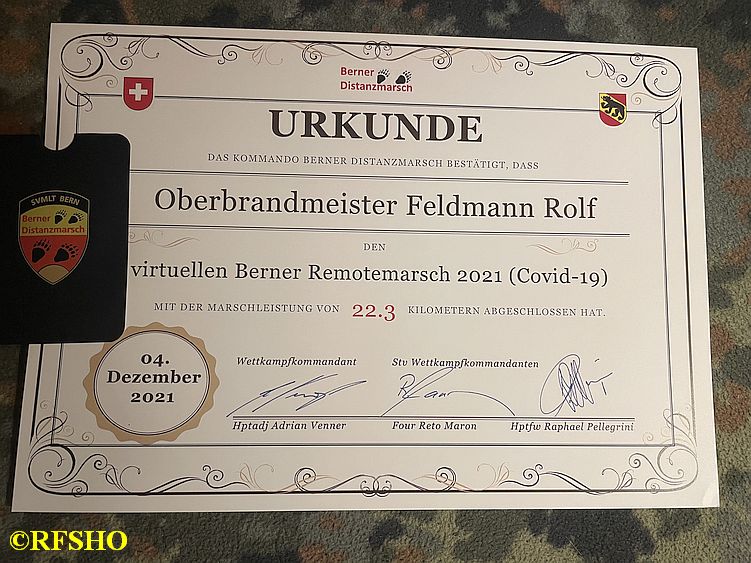 Berner
Distanzmarsch
URKUNDE
DAS KOMMANDO BERNER DISTANZMARSCH BESTÄTIGT, DASS
Oberbrandmeister Feldmann Rolf
DEN
virtuellen Berner Remotemarsch 2021 (Covid-19)
MIT DER MARSCHLEISTUNG VON 22.3 KILOMETERN ABGESCHLOSSEN HAT.
SVMLT BERN
Berner
Distanzmarsch
04.
Dezember
2021
Wettkampfkommandant Stv Wettkampfkommandanten
Hptadj Adrian Venner Four Reto Maron Hptfw Raphael Pellegrini
©RFSHO